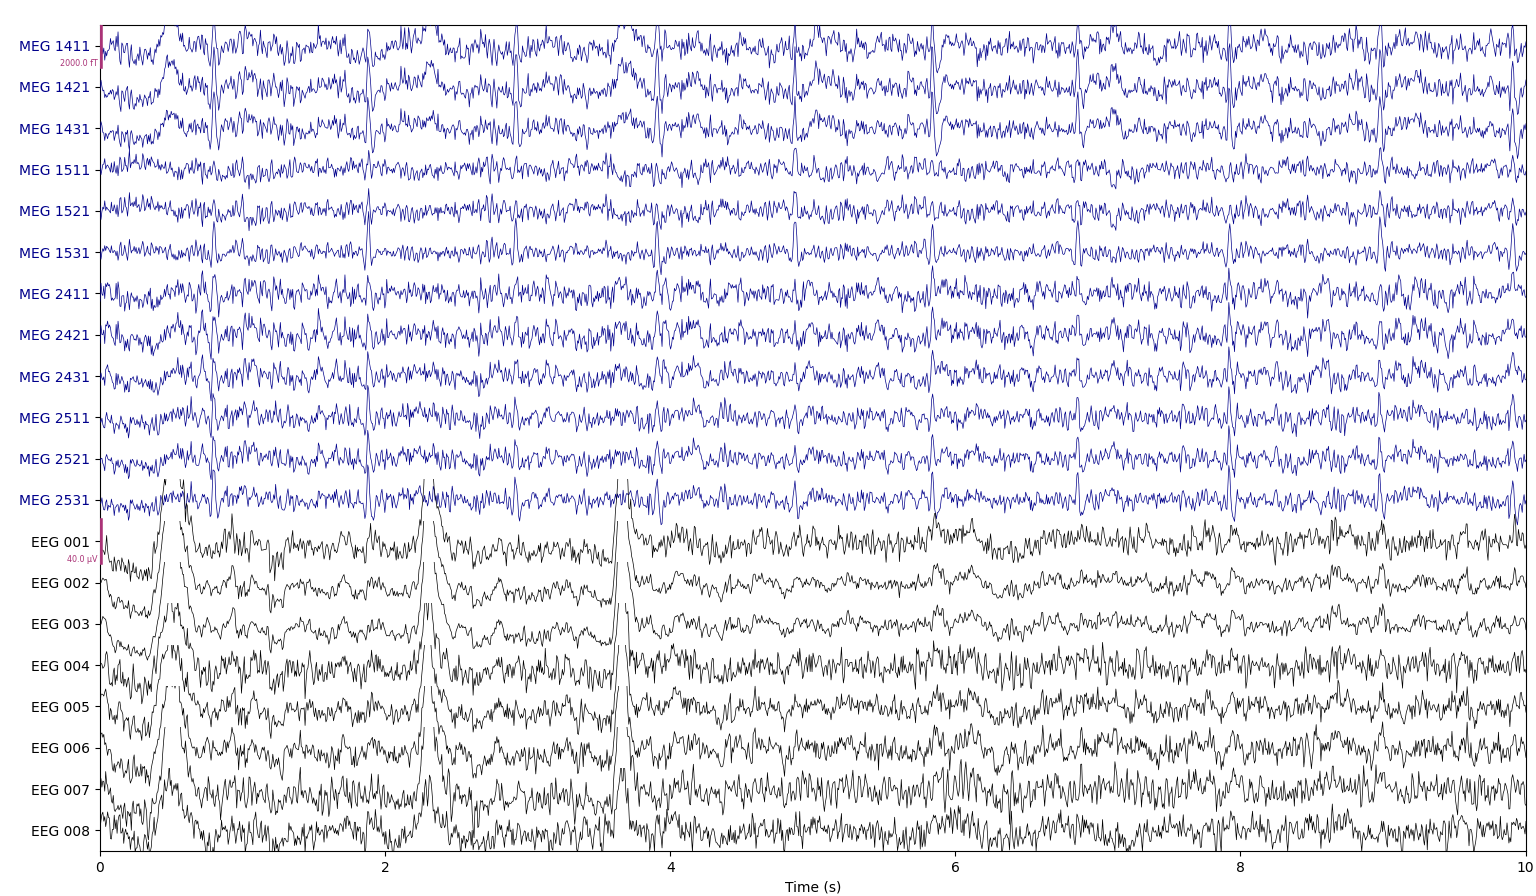 MEG 1411
2000.0 fT
MEG 1421
MEG 1431
MEG 1511
MEG 1521
MEG 1531
MEG 2411
MEG 2421
MEG 2431
MEG 2511
MEG 2521
MEG 2531
EEG 001
40.0 µV
EEG 002
EEG 003
EEG 004
EEG 005
EEG 006
EEG 007
EEG 008
0 2 4 6 8 10
Time (s)